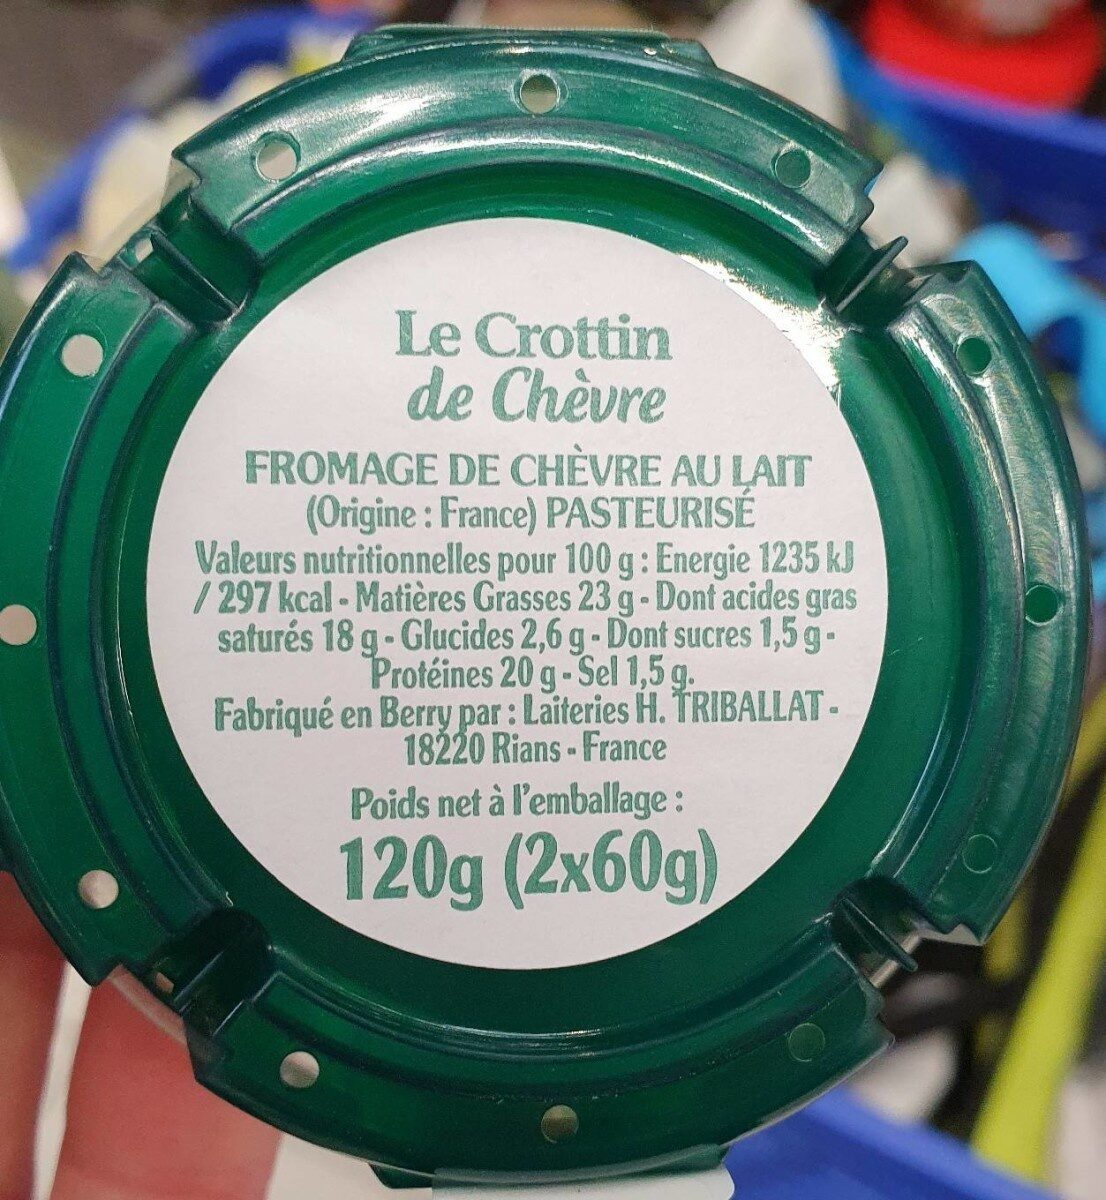 Le Crottin
de Chèvre
FROMAGE DE CHÈVRE AU LAIT
(Origine : France) PASTEURISÉ
Valeurs nutritionnelles pour 100 g : Energie 1235 kJ
/ 297 kcal - Matières Grasses 23 g - Dont acides gras
saturés 18 g - Glucides 2,6 g - Dont sucres 1,5 g -
Protéines 20 g - Sel 1,5 g.
Fabriqué en Berry par : Laiteries H. TRIBALLAT -
18220 Rians - France
Poids net à l'emballage :
120g (2x60g)